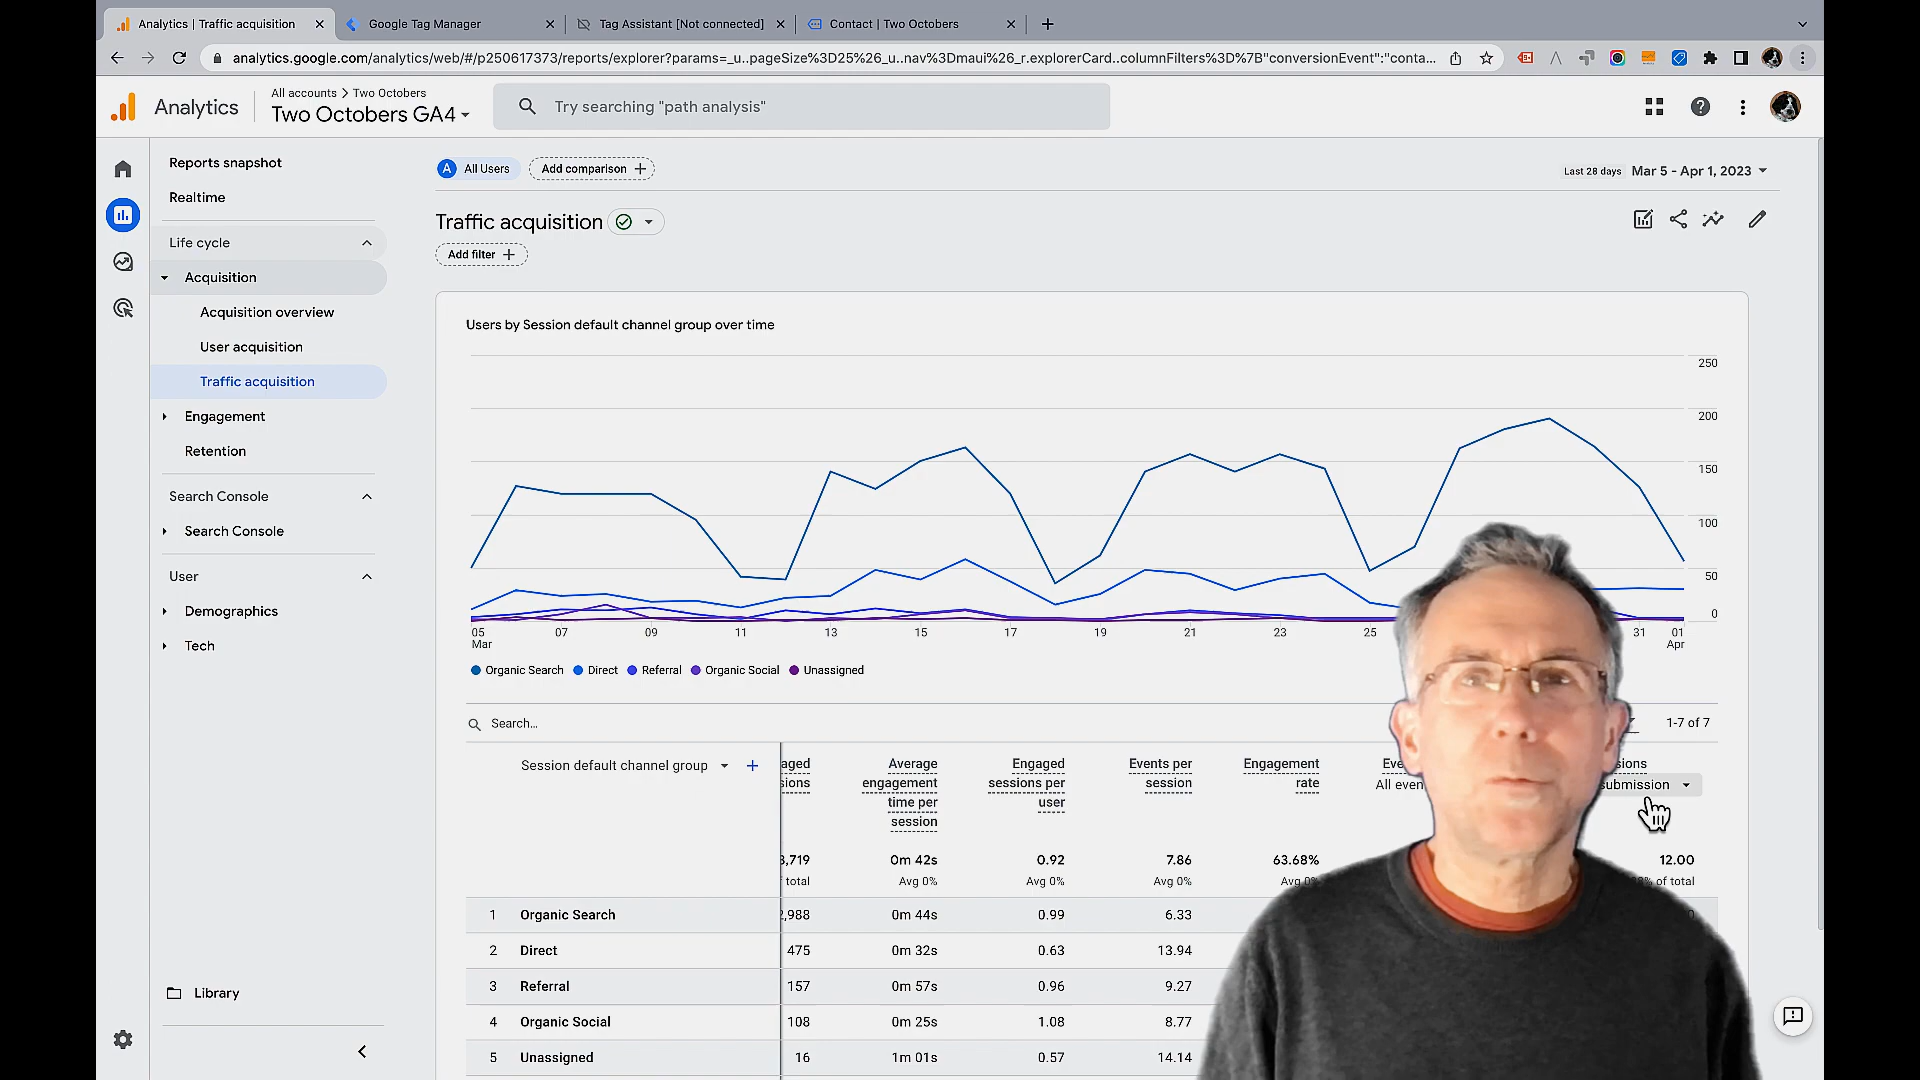 Analytics | Traffic acquisition
Google Tag Manager
Tag Assistant [Not connected]
Contact | Two Octobers
analytics.google.com/analytics/web/#/p250617373/reports/explorer?params=_u..pageSize%3D25%26_u..nav%3Dmaui%26_r.explorerCard..columnFilters%3D%7B"conversionEvent":"conta...
Analytics
All accounts > Two Octobers
Two Octobers GA4
Try searching "path analysis"
Reports snapshot
Realtime
Life cycle
Acquisition
Acquisition overview
User acquisition
Traffic acquisition
Engagement
Retention
Search Console
Search Console
User
Demographics
Tech
Library
A All Users
Add comparison
Last 28 days Mar 5 - Apr 1, 2023
Traffic acquisition
Add filter
Users by Session default channel group over time
250
200
150
100
50
0
05 07 09 11 13 15 17 19 21 23 25 31 01
Mar Apr
Organic Search Direct Referral Organic Social Unassigned
Search...
1-7 of 7
Session default channel group
aged
sions
Average
engagement
time per
session
Engaged
sessions per
user
Events per
session
Engagement
rate
Eve
All even
sions
submission
3,719 0m 42s 0.92 7.86 63.68% 12.00
total Avg 0% Avg 0% Avg 0% Avg 0% of total
1 Organic Search 2,988 0m 44s 0.99 6.33
2 Direct 475 0m 32s 0.63 13.94
3 Referral 157 0m 57s 0.96 9.27
4 Organic Social 108 0m 25s 1.08 8.77
5 Unassigned 16 1m 01s 0.57 14.14